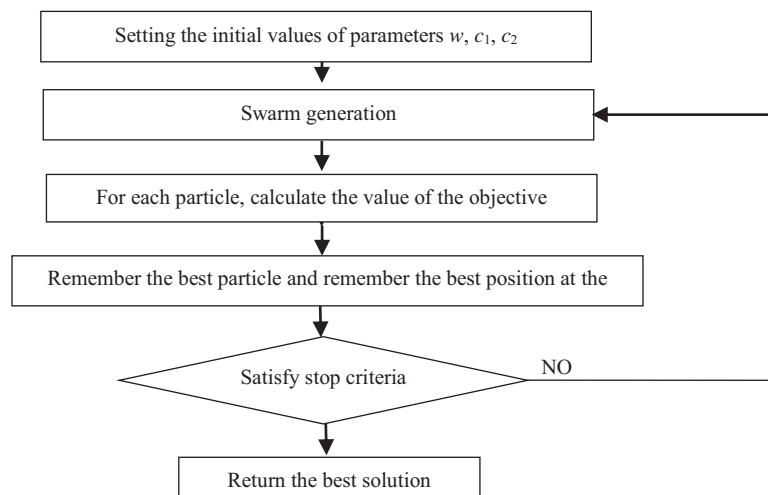 Setting the initial values of parameters w, c₁, c₂
Swarm generation
For each particle, calculate the value of the objective
Remember the best particle and remember the best position at the
Satisfy stop criteria
NO
Return the best solution